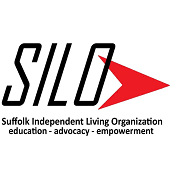 SILO
Suffolk Independent Living Organization
education - advocacy - empowerment